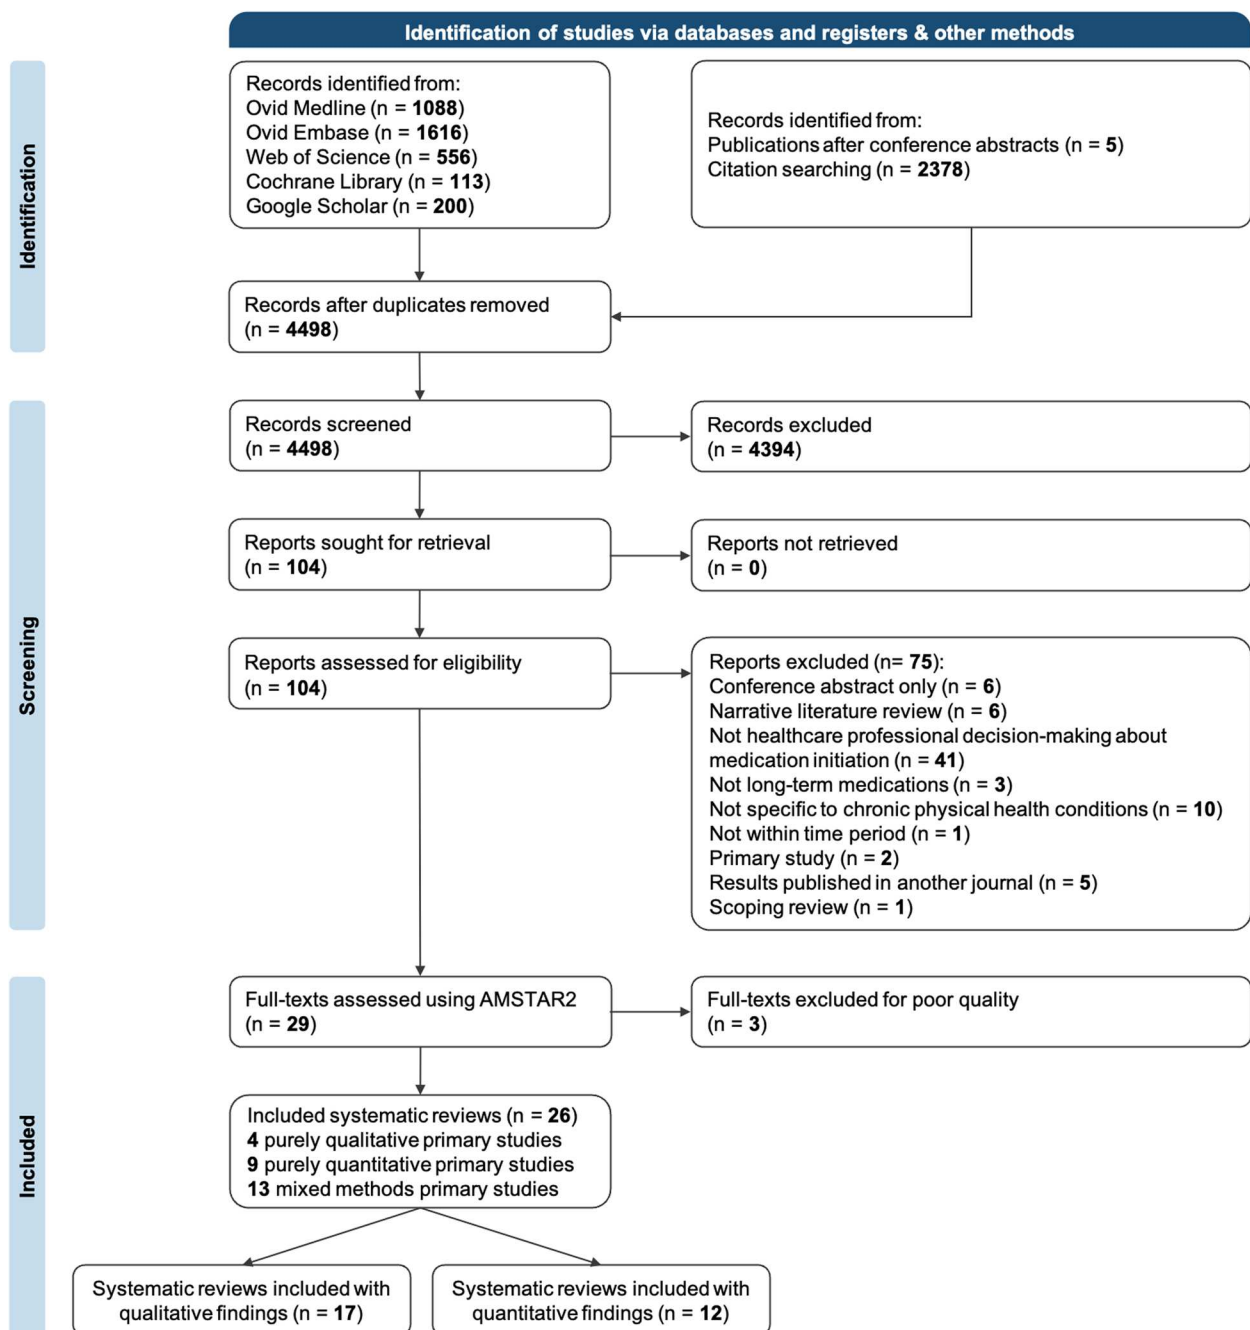 Identification of studies via databases and registers & other methods
Identification
Records identified from:
Ovid Medline (n = 1088)
Ovid Embase (n = 1616)
Web of Science (n = 556)
Cochrane Library (n = 113)
Google Scholar (n = 200)
Records identified from:
Publications after conference abstracts (n = 5)
Citation searching (n = 2378)
Records after duplicates removed
(n = 4498)
Screening
Records screened
(n = 4498)
Records excluded
(n = 4394)
Reports sought for retrieval
(n = 104)
Reports not retrieved
(n = 0)
Reports assessed for eligibility
(n = 104)
Reports excluded (n= 75):
Conference abstract only (n = 6)
Narrative literature review (n = 6)
Not healthcare professional decision-making about
medication initiation (n = 41)
Not long-term medications (n = 3)
Not specific to chronic physical health conditions (n = 10)
Not within time period (n = 1)
Primary study (n = 2)
Results published in another journal (n = 5)
Scoping review (n = 1)
Included
Full-texts assessed using AMSTAR2
(n = 29)
Full-texts excluded for poor quality
(n = 3)
Included systematic reviews (n = 26)
4 purely qualitative primary studies
9 purely quantitative primary studies
13 mixed methods primary studies
Systematic reviews included with
qualitative findings (n = 17)
Systematic reviews included with
quantitative findings (n = 12)